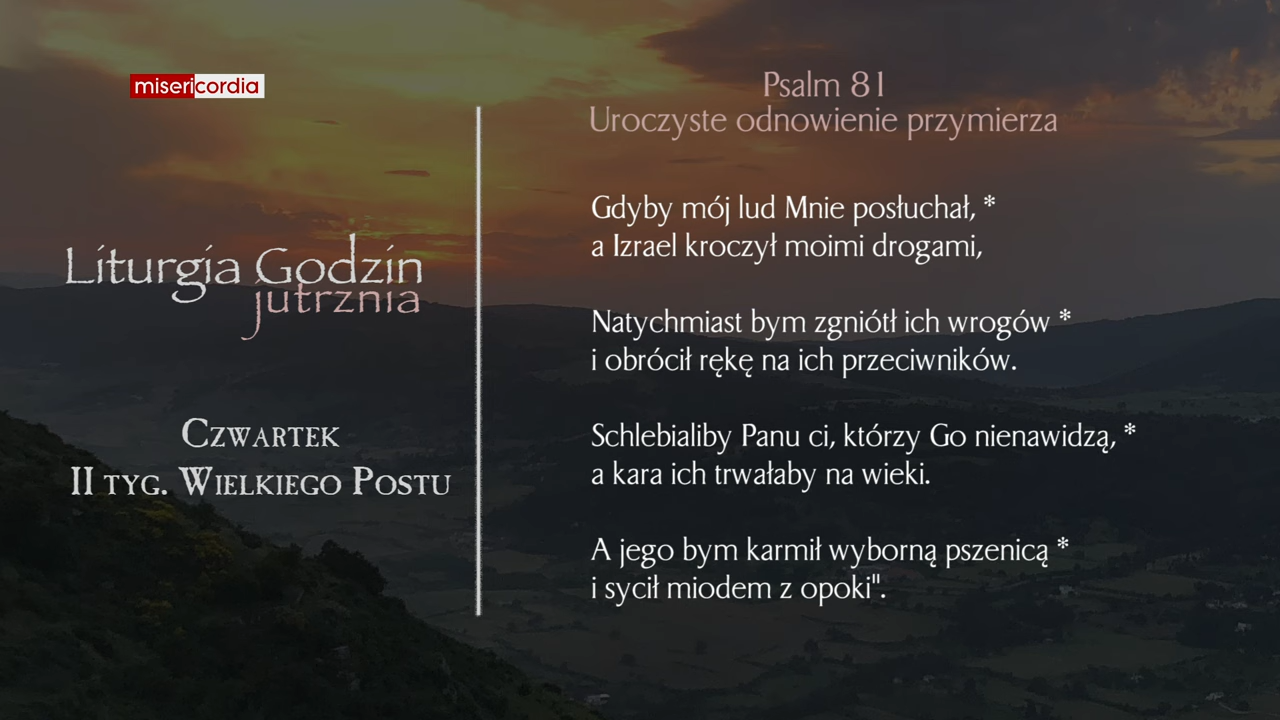 misericordia
Liturgia Godzin
jutrznia
Czwartek
II tyg. Wielkiego Postu
Psalm 81
Uroczyste odnowienie przymierza
Gdyby mój lud Mnie posłuchał, *
a Izrael kroczył moimi drogami,
Natychmiast bym zgniótł ich wrogów *
i obrócił rękę na ich przeciwników.
Schlebialiby Panu ci, którzy Go nienawidzą, *
a kara ich trwałaby na wieki.
A jego bym karmił wyborną pszenicą *
i sycił miodem z opoki".